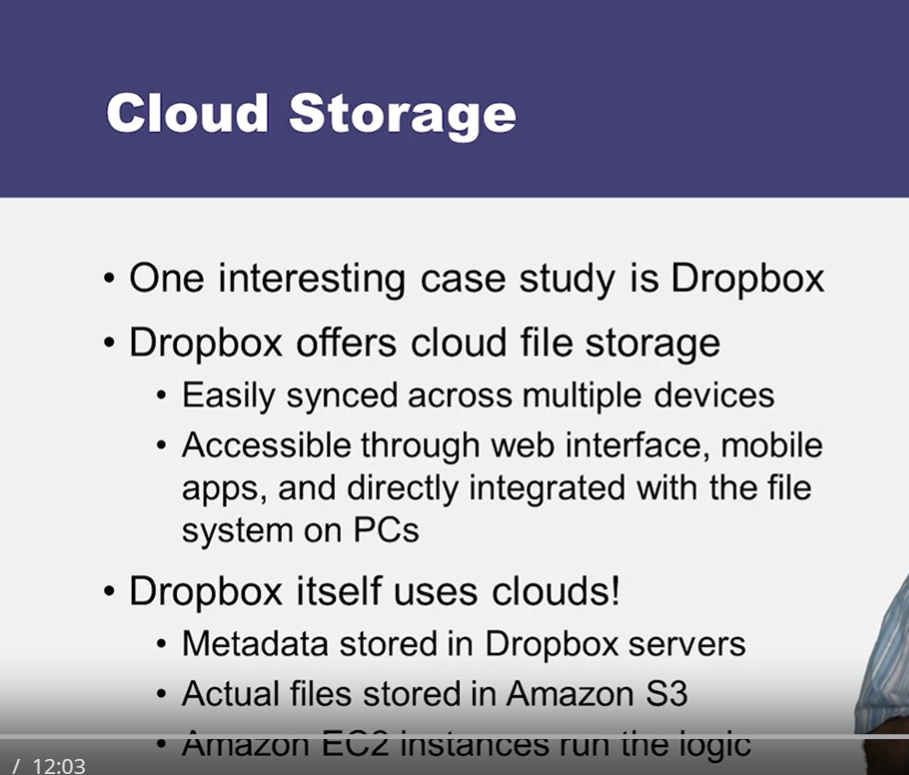 Cloud Storage
• One interesting case study is Dropbox
• Dropbox offers cloud file storage
• Easily synced across multiple devices
• Accessible through web interface, mobile
apps, and directly integrated with the file
system on PCs
• Dropbox itself uses clouds!
• Metadata stored in Dropbox servers
• Actual files stored in Amazon S3
• Amazon EC2 instances run the logic
/ 12:03